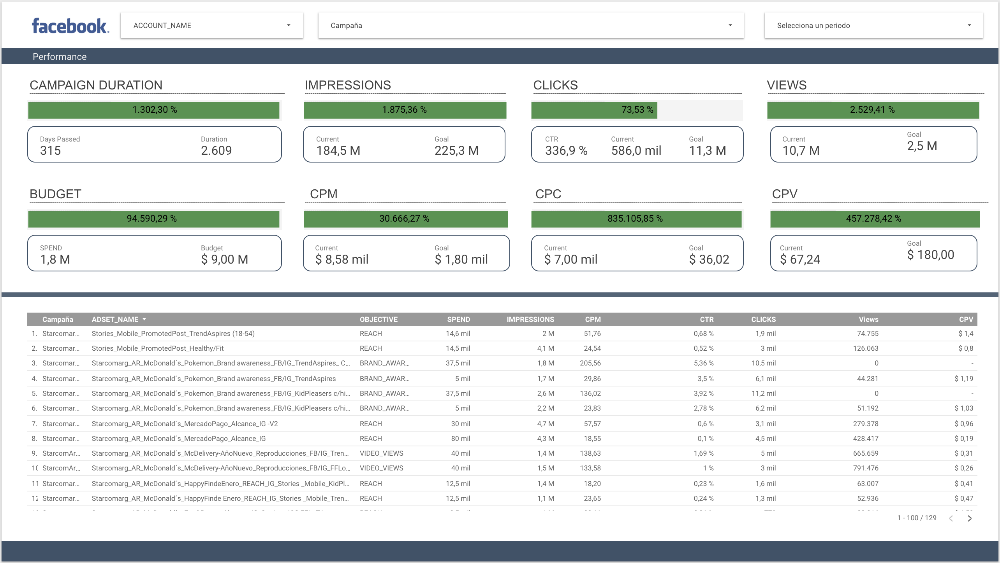 facebook.
ACCOUNT_NAME
Campaña
Selecciona un periodo
Performance
CAMPAIGN DURATION
1.302,30 %
Days Passed
315
Duration
2.609
IMPRESSIONS
1.875,36 %
Current
184,5 M
Goal
225,3 M
CLICKS
73,53 %
CTR
336,9 %
Current
586,0 mil
Goal
11,3 M
VIEWS
2.529,41 %
Current
10,7 M
Goal
2,5 M
BUDGET
94.590,29 %
SPEND
1,8 M
Budget
$ 9,00 M
CPM
30.666,27 %
Current
$ 8,58 mil
Goal
$ 1,80 mil
CPC
835.105,85 %
Current
$ 7,00 mil
Goal
$ 36,02
CPV
457.278,42 %
Current
$ 67,24
Goal
$ 180,00
Campaña ADSET_NAME OBJECTIVE SPEND IMPRESSIONS CPM CTR CLICKS Views CPV
1. Starcomar... Stories_Mobile_PromotedPost_TrendAspires (18-54) REACH 14,6 mil 2 M 51,76 0,68 % 1,9 mil 74.755 $ 1,4
2. Starcomar... Stories_Mobile_PromotedPost_Healthy/Fit REACH 14,5 mil 4,1 M 24,54 0,52 % 3 mil 126.063 $ 0,8
3. Starcomar... Starcomarg_AR_McDonald´s_Pokemon_Brand awareness_FB/IG_TrendAspires_ C... BRAND_AWAR... 37,5 mil 1,8 M 205,56 5,36 % 10,5 mil 0 -
4. Starcomar... Starcomarg_AR_McDonald´s_Pokemon_Brand awareness_FB/IG_TrendAspires BRAND_AWAR... 5 mil 1,7 M 29,86 3,5 % 6,1 mil 44.281 $ 1,19
5. Starcomar... Starcomarg_AR_McDonald´s_Pokemon_Brand awareness_FB/IG_KidPleasers c/hi... BRAND_AWAR... 37,5 mil 2,6 M 136,02 3,92 % 11,2 mil 0 -
6. Starcomar... Starcomarg_AR_McDonald´s_Pokemon_Brand awareness_FB/IG_KidPleasers c/hi... BRAND_AWAR... 5 mil 2,2 M 23,83 2,78 % 6,2 mil 51.192 $ 1,03
7. Starcomar... Starcomarg_AR_McDonald´s_MercadoPago_Alcance_IG -V2 REACH 30 mil 4,7 M 57,57 0,6 % 3,1 mil 279.378 $ 0,96
8. Starcomar... Starcomarg_AR_McDonald´s_MercadoPago_Alcance_IG REACH 80 mil 4,3 M 18,55 0,1 % 4,5 mil 428.417 $ 0,19
9. StarcomAr... Starcomarg_AR_McDonald´s_McDelivery-AñoNuevo_Reproducciones_FB/IG_Tren... VIDEO_VIEWS 40 mil 1,4 M 138,63 1,69 % 5 mil 665.659 $ 0,31
10 StarcomAr... Starcomarg_AR_McDonald´s_McDelivery-AñoNuevo_Reproducciones_FB/IG_FFLo... VIDEO_VIEWS 40 mil 1,5 M 133,58 1 % 3 mil 791.476 $ 0,26
11 Starcomar... Starcomarg_AR_McDonald´s_HappyFindeEnero_REACH_IG_Stories _Mobile_KidPl... REACH 12,5 mil 1,4 M 18,20 0,23 % 1,6 mil 63.007 $ 0,41
12 Starcomar... Starcomarg_AR_McDonald´s_HappyFinde Enero_REACH_IG_Stories _Mobile_Tren... REACH 12,5 mil 1,1 M 23,65 0,24 % 1,3 mil 52.936 $ 0,47
1 - 100 / 129